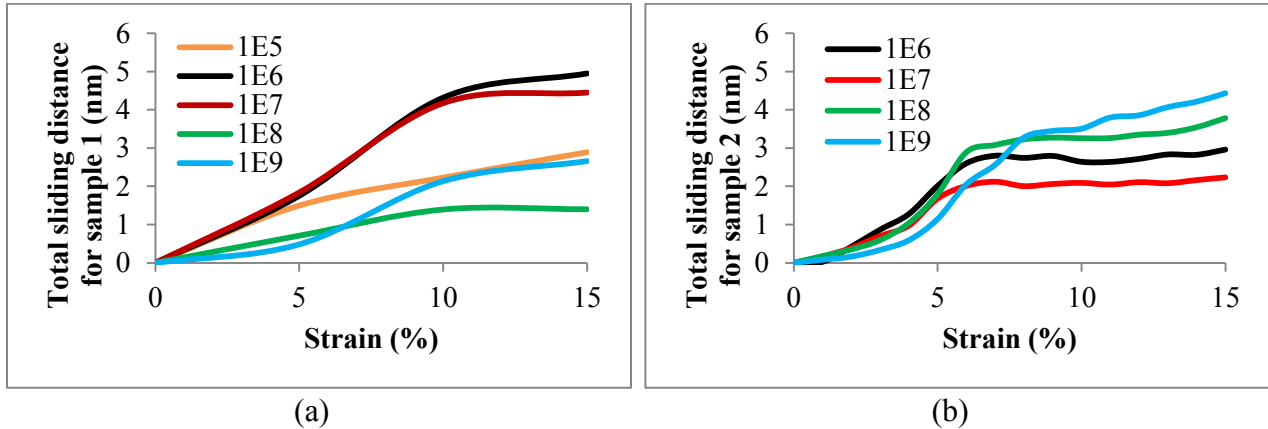 Total sliding distance
for sample 1 (nm)
6
5
4
3
2
1
0
1E5
1E6
1E7
1E8
1E9
0 5 10 15
Strain (%)
(a)
Total sliding distance
for sample 2 (nm)
6
5
4
3
2
1
0
1E6
1E7
1E8
1E9
0 5 10 15
Strain (%)
(b)